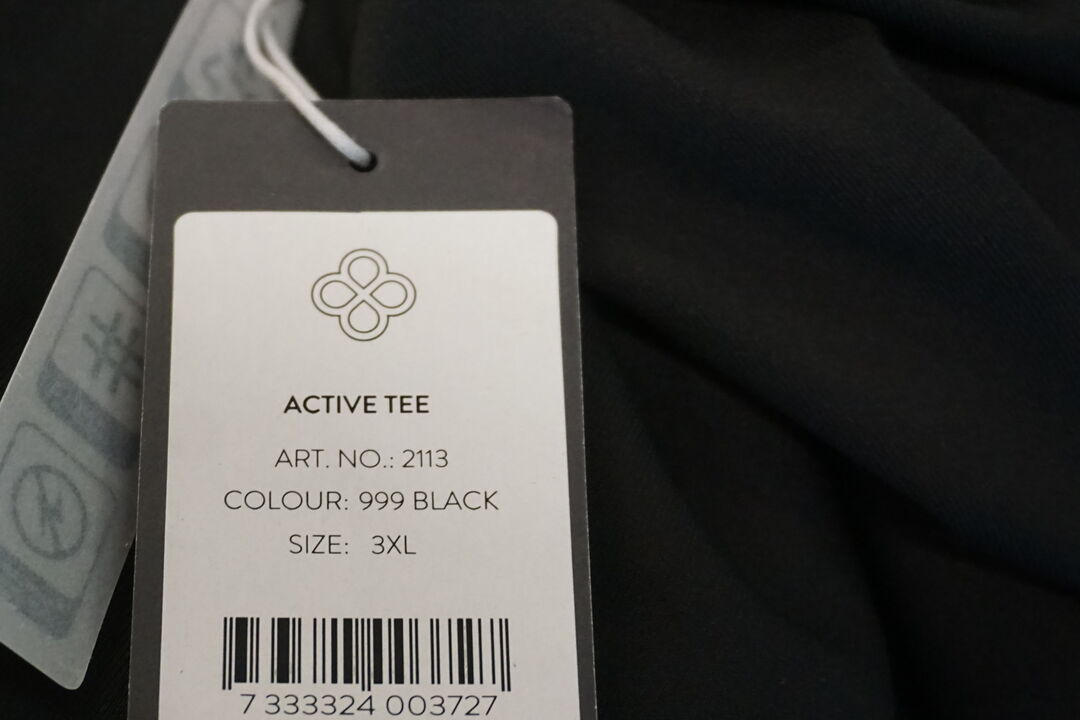 ACTIVE TEE
ART. NO.: 2113
COLOUR: 999 BLACK
SIZE: 3XL
7 333324 003727